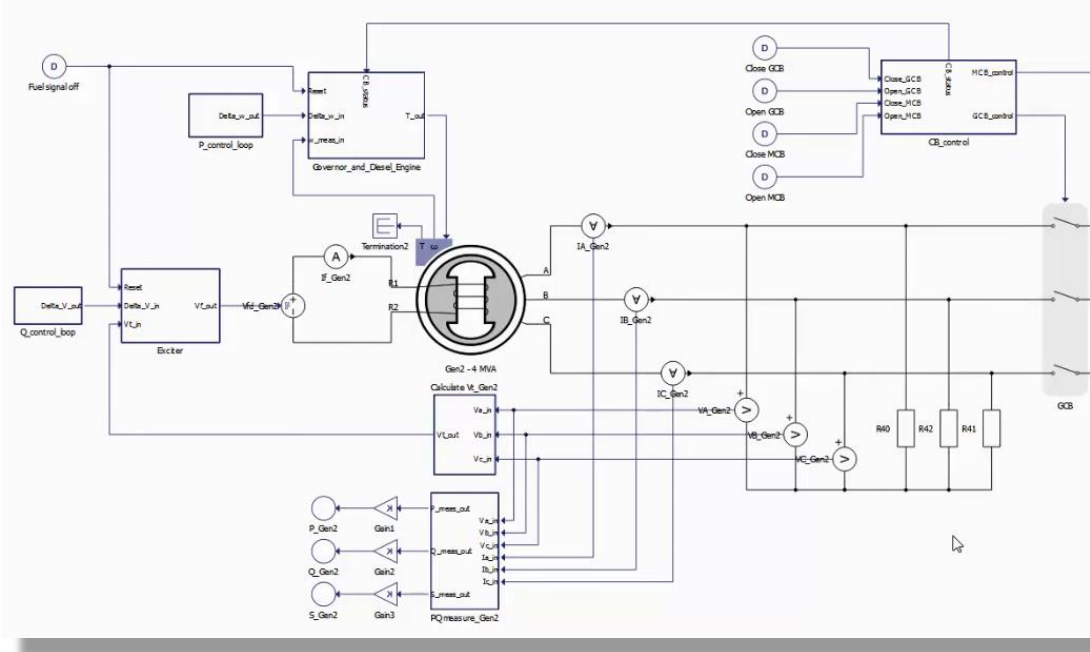 D
Fuel signal off
Delta_w_out
P_control_loop
CB_status
Reset
Delta_w_in
w_meas_in
T_out
Governor_and_Diesel_Engine
D
Close GCB
D
Open GCB
D
Close MCB
D
Open MCB
CB_status
Close_GCB
Open_GCB
Close_MCB
Open_MCB
MCB_control
GCB_control
CB_control
Termination2
T ω
A
If_Gen2
Delta_V_out
Q_control_loop
Reset
Delta_V_in
Vt_in
Vf_out
Exciter
Vfd_Gen2
R1
R2
A
B
C
Gen2 - 4 MVA
A
IA_Gen2
A
IB_Gen2
A
IC_Gen2
GCB
Calculate Vt_Gen2
Va_in
Vb_in
Vc_in
Vt_out
VA_Gen2
V
VB_Gen2
V
VC_Gen2
V
R40
R42
R41
P_meas_out
Q_meas_out
S_meas_out
Va_in
Vb_in
Vc_in
Ia_in
Ib_in
Ic_in
PQmeasure_Gen2
K
Gain1
P_Gen2
K
Gain2
Q_Gen2
K
Gain3
S_Gen2